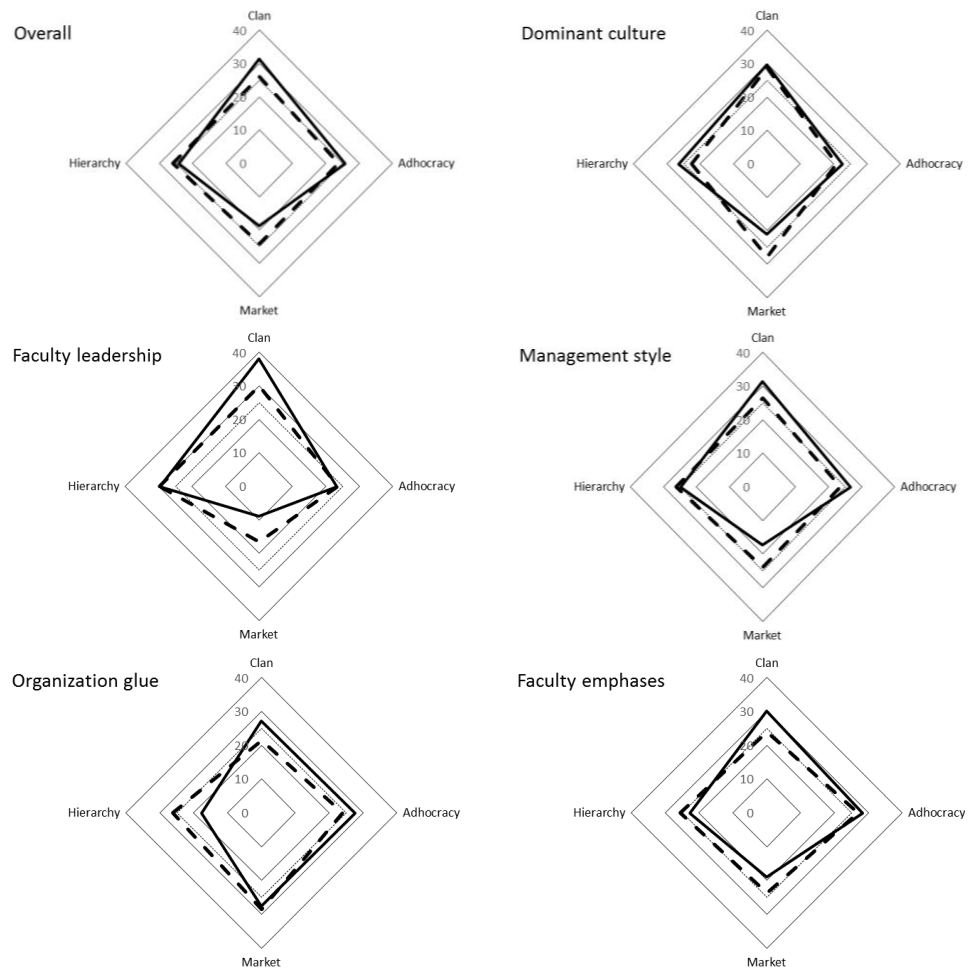 Overall
Clan
40
30
20
10
0
Hierarchy
Adhocracy
Market
Dominant culture
Clan
40
30
20
10
0
Hierarchy
Adhocracy
Market
Faculty leadership
Clan
40
30
20
10
0
Hierarchy
Adhocracy
Market
Management style
Clan
40
30
20
10
0
Hierarchy
Adhocracy
Market
Organization glue
Clan
40
30
20
10
0
Hierarchy
Adhocracy
Market
Faculty emphases
Clan
40
30
20
10
0
Hierarchy
Adhocracy
Market